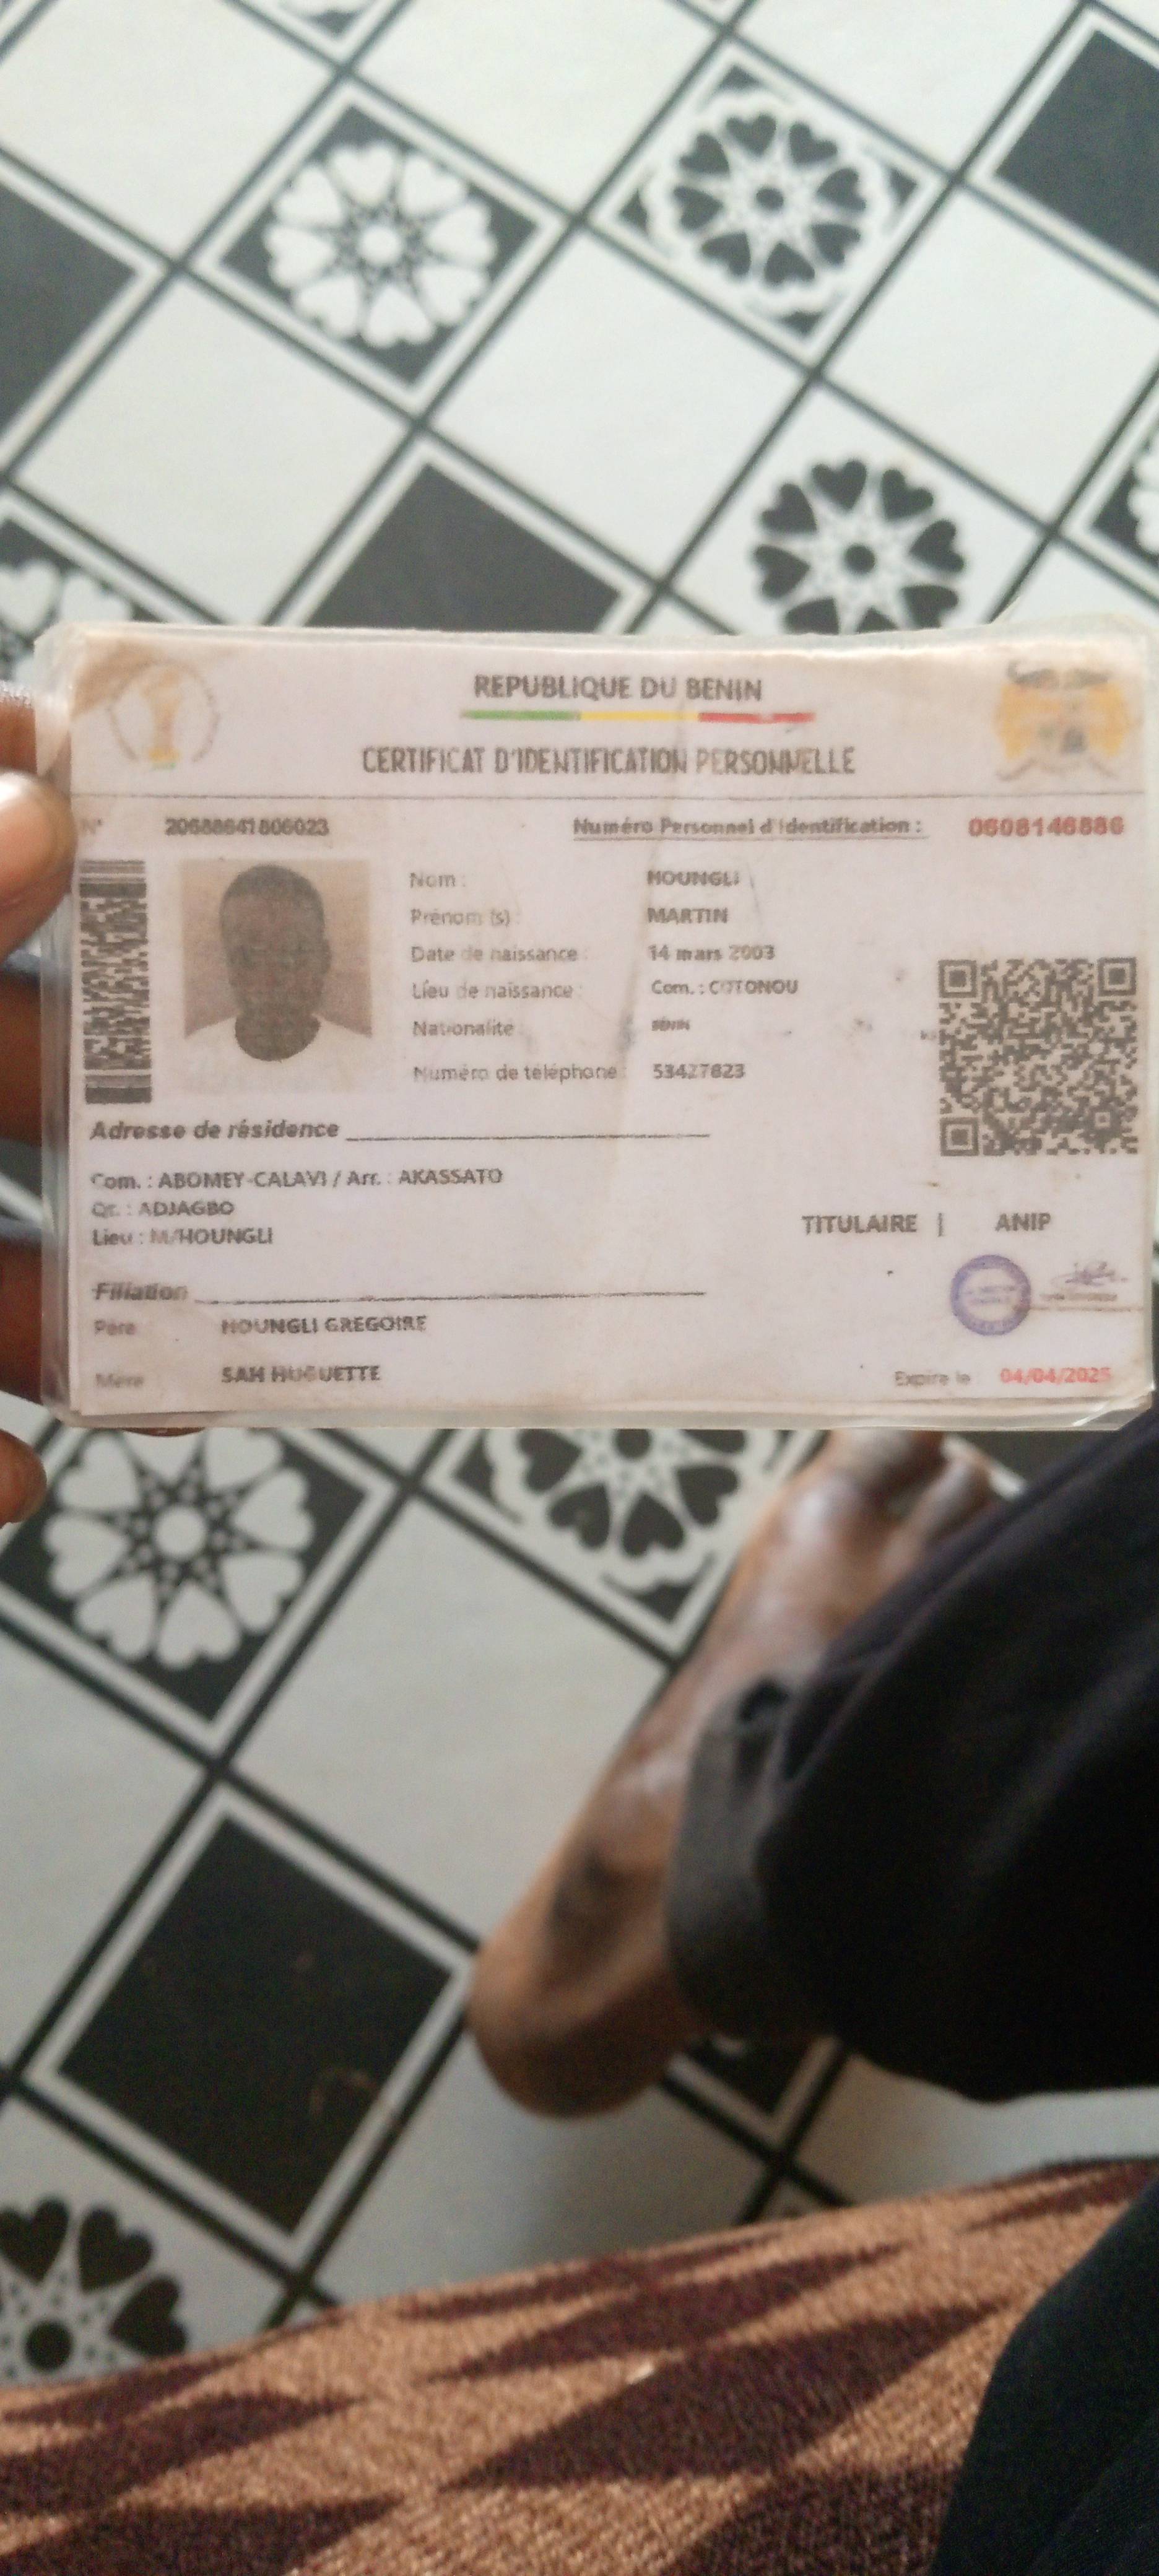 REPUBLIQUE DU BENIN
CERTIFICAT D'IDENTIFICATION PERSONNELLE
N° 20688641806023 Numéro Personnel d'Identification : 0608146886
Nom : HOUNGLI
Prénom (s) : MARTIN
Date de naissance : 14 mars 2003
Lieu de naissance : Com. : COTONOU
Nationalité : BENIN
Numéro de téléphone : 53427823
Adresse de résidence
Com. : ABOMEY-CALAVI / Arr. : AKASSATO
Qt. : ADJAGBO
Lieu : M/HOUNGLI
TITULAIRE | ANIP
Filiation
Père HOUNGLI GREGOIRE
Mère SAH HUGUETTE
Expire le 04/04/2025